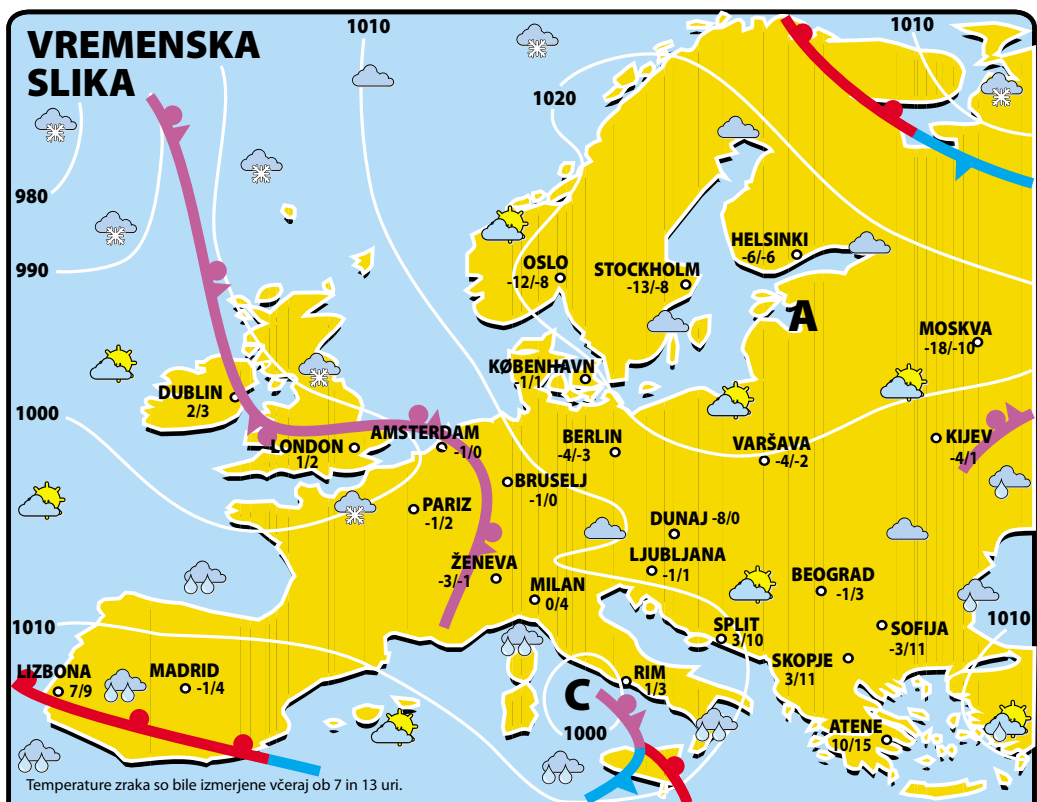 VREMENSKA
SLIKA
1010
1010
1020
980
990
HELSINKI
-6/-6
OSLO
-12/-8
STOCKHOLM
-13/-8
A
MOSKVA
-18/-10
KØBENHAVN
-1/1
DUBLIN
2/3
1000
LONDON
1/2
AMSTERDAM
-1/0
BERLIN
-4/-3
VARŠAVA
-4/-2
KIJEV
-4/1
BRUSELJ
-1/0
PARIZ
-1/2
DUNAJ -8/0
LJUBLJANA
-1/1
ŽENEVA
-3/-1
MILAN
0/4
BEOGRAD
-1/3
1010
SPLIT
3/10
SOFIJA
-3/11
1010
LIZBONA
7/9
MADRID
-1/4
RIM
1/3
SKOPJE
3/11
C
1000
ATENE
10/15
Temperature zraka so bile izmerjene včeraj ob 7 in 13 uri.